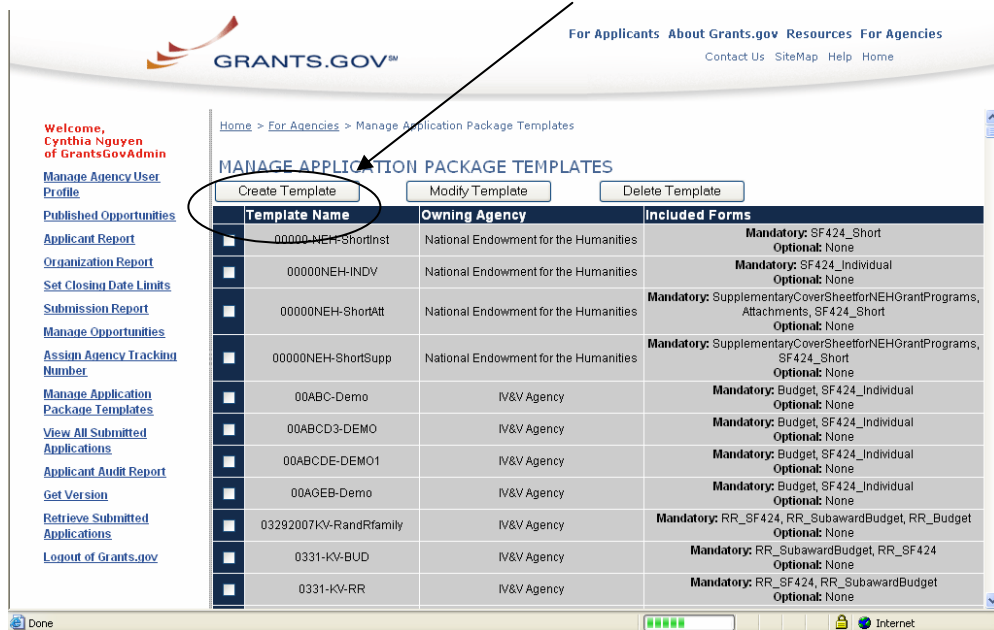 For Applicants About Grants.gov Resources For Agencies
GRANTS.GOV℠
Contact Us SiteMap Help Home
Welcome,
Cynthia Nguyen
of GrantsGovAdmin
Manage Agency User
Profile
Published Opportunities
Applicant Report
Organization Report
Set Closing Date Limits
Submission Report
Manage Opportunities
Assign Agency Tracking
Number
Manage Application
Package Templates
View All Submitted
Applications
Applicant Audit Report
Get Version
Retrieve Submitted
Applications
Logout of Grants.gov
Home > For Agencies > Manage Application Package Templates
MANAGE APPLICATION PACKAGE TEMPLATES
Create Template Modify Template Delete Template
Template Name Owning Agency Included Forms
00000-NEH-ShortInst National Endowment for the Humanities Mandatory: SF424_Short
Optional: None
00000NEH-INDV National Endowment for the Humanities Mandatory: SF424_Individual
Optional: None
00000NEH-ShortAtt National Endowment for the Humanities Mandatory: SupplementaryCoverSheetforNEHGrantPrograms,
Attachments, SF424_Short
Optional: None
00000NEH-ShortSupp National Endowment for the Humanities Mandatory: SupplementaryCoverSheetforNEHGrantPrograms,
SF424_Short
Optional: None
00ABC-Demo IV&V Agency Mandatory: Budget, SF424_Individual
Optional: None
00ABCD3-DEMO IV&V Agency Mandatory: Budget, SF424_Individual
Optional: None
00ABCDE-DEMO1 IV&V Agency Mandatory: Budget, SF424_Individual
Optional: None
00AGEB-Demo IV&V Agency Mandatory: Budget, SF424_Individual
Optional: None
03292007KV-RandRfamily IV&V Agency Mandatory: RR_SF424, RR_SubawardBudget, RR_Budget
Optional: None
0331-KV-BUD IV&V Agency Mandatory: RR_SubawardBudget, RR_SF424
Optional: None
0331-KV-RR IV&V Agency Mandatory: RR_SF424, RR_SubawardBudget
Optional: None
Done Internet